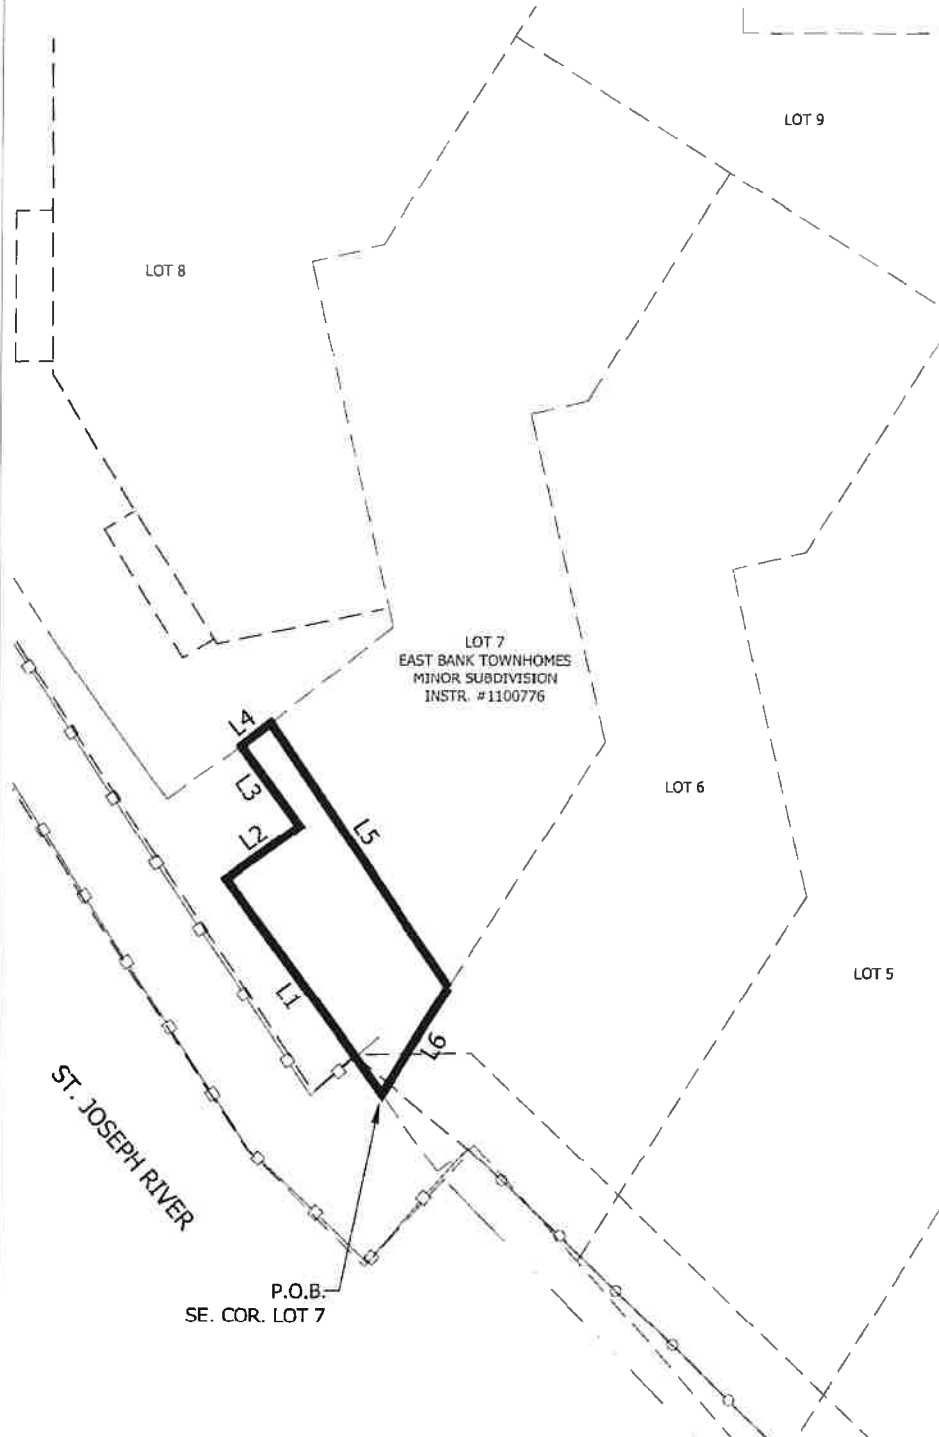 LOT 9
LOT 8
LOT 7
EAST BANK TOWNHOMES
MINOR SUBDIVISION
INSTR. #1100776
L4
L3
L2
L5
LOT 6
LOT 5
L1
L6
ST. JOSEPH RIVER
P.O.B.
SE. COR. LOT 7